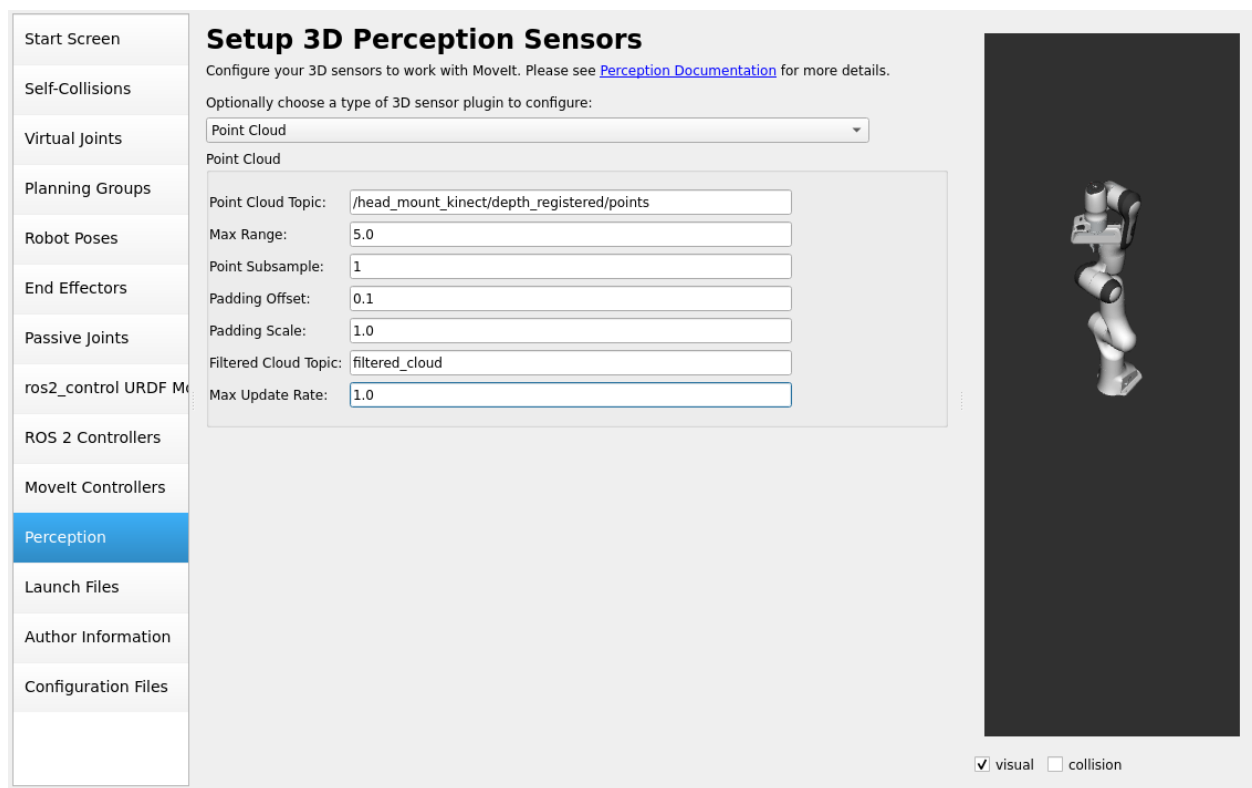 Start Screen
Self-Collisions
Virtual Joints
Planning Groups
Robot Poses
End Effectors
Passive Joints
ros2_control URDF Mo
ROS 2 Controllers
MoveIt Controllers
Perception
Launch Files
Author Information
Configuration Files
Setup 3D Perception Sensors
Configure your 3D sensors to work with MoveIt. Please see Perception Documentation for more details.
Optionally choose a type of 3D sensor plugin to configure:
Point Cloud
Point Cloud
Point Cloud Topic: /head_mount_kinect/depth_registered/points
Max Range: 5.0
Point Subsample: 1
Padding Offset: 0.1
Padding Scale: 1.0
Filtered Cloud Topic: filtered_cloud
Max Update Rate: 1.0
visual collision